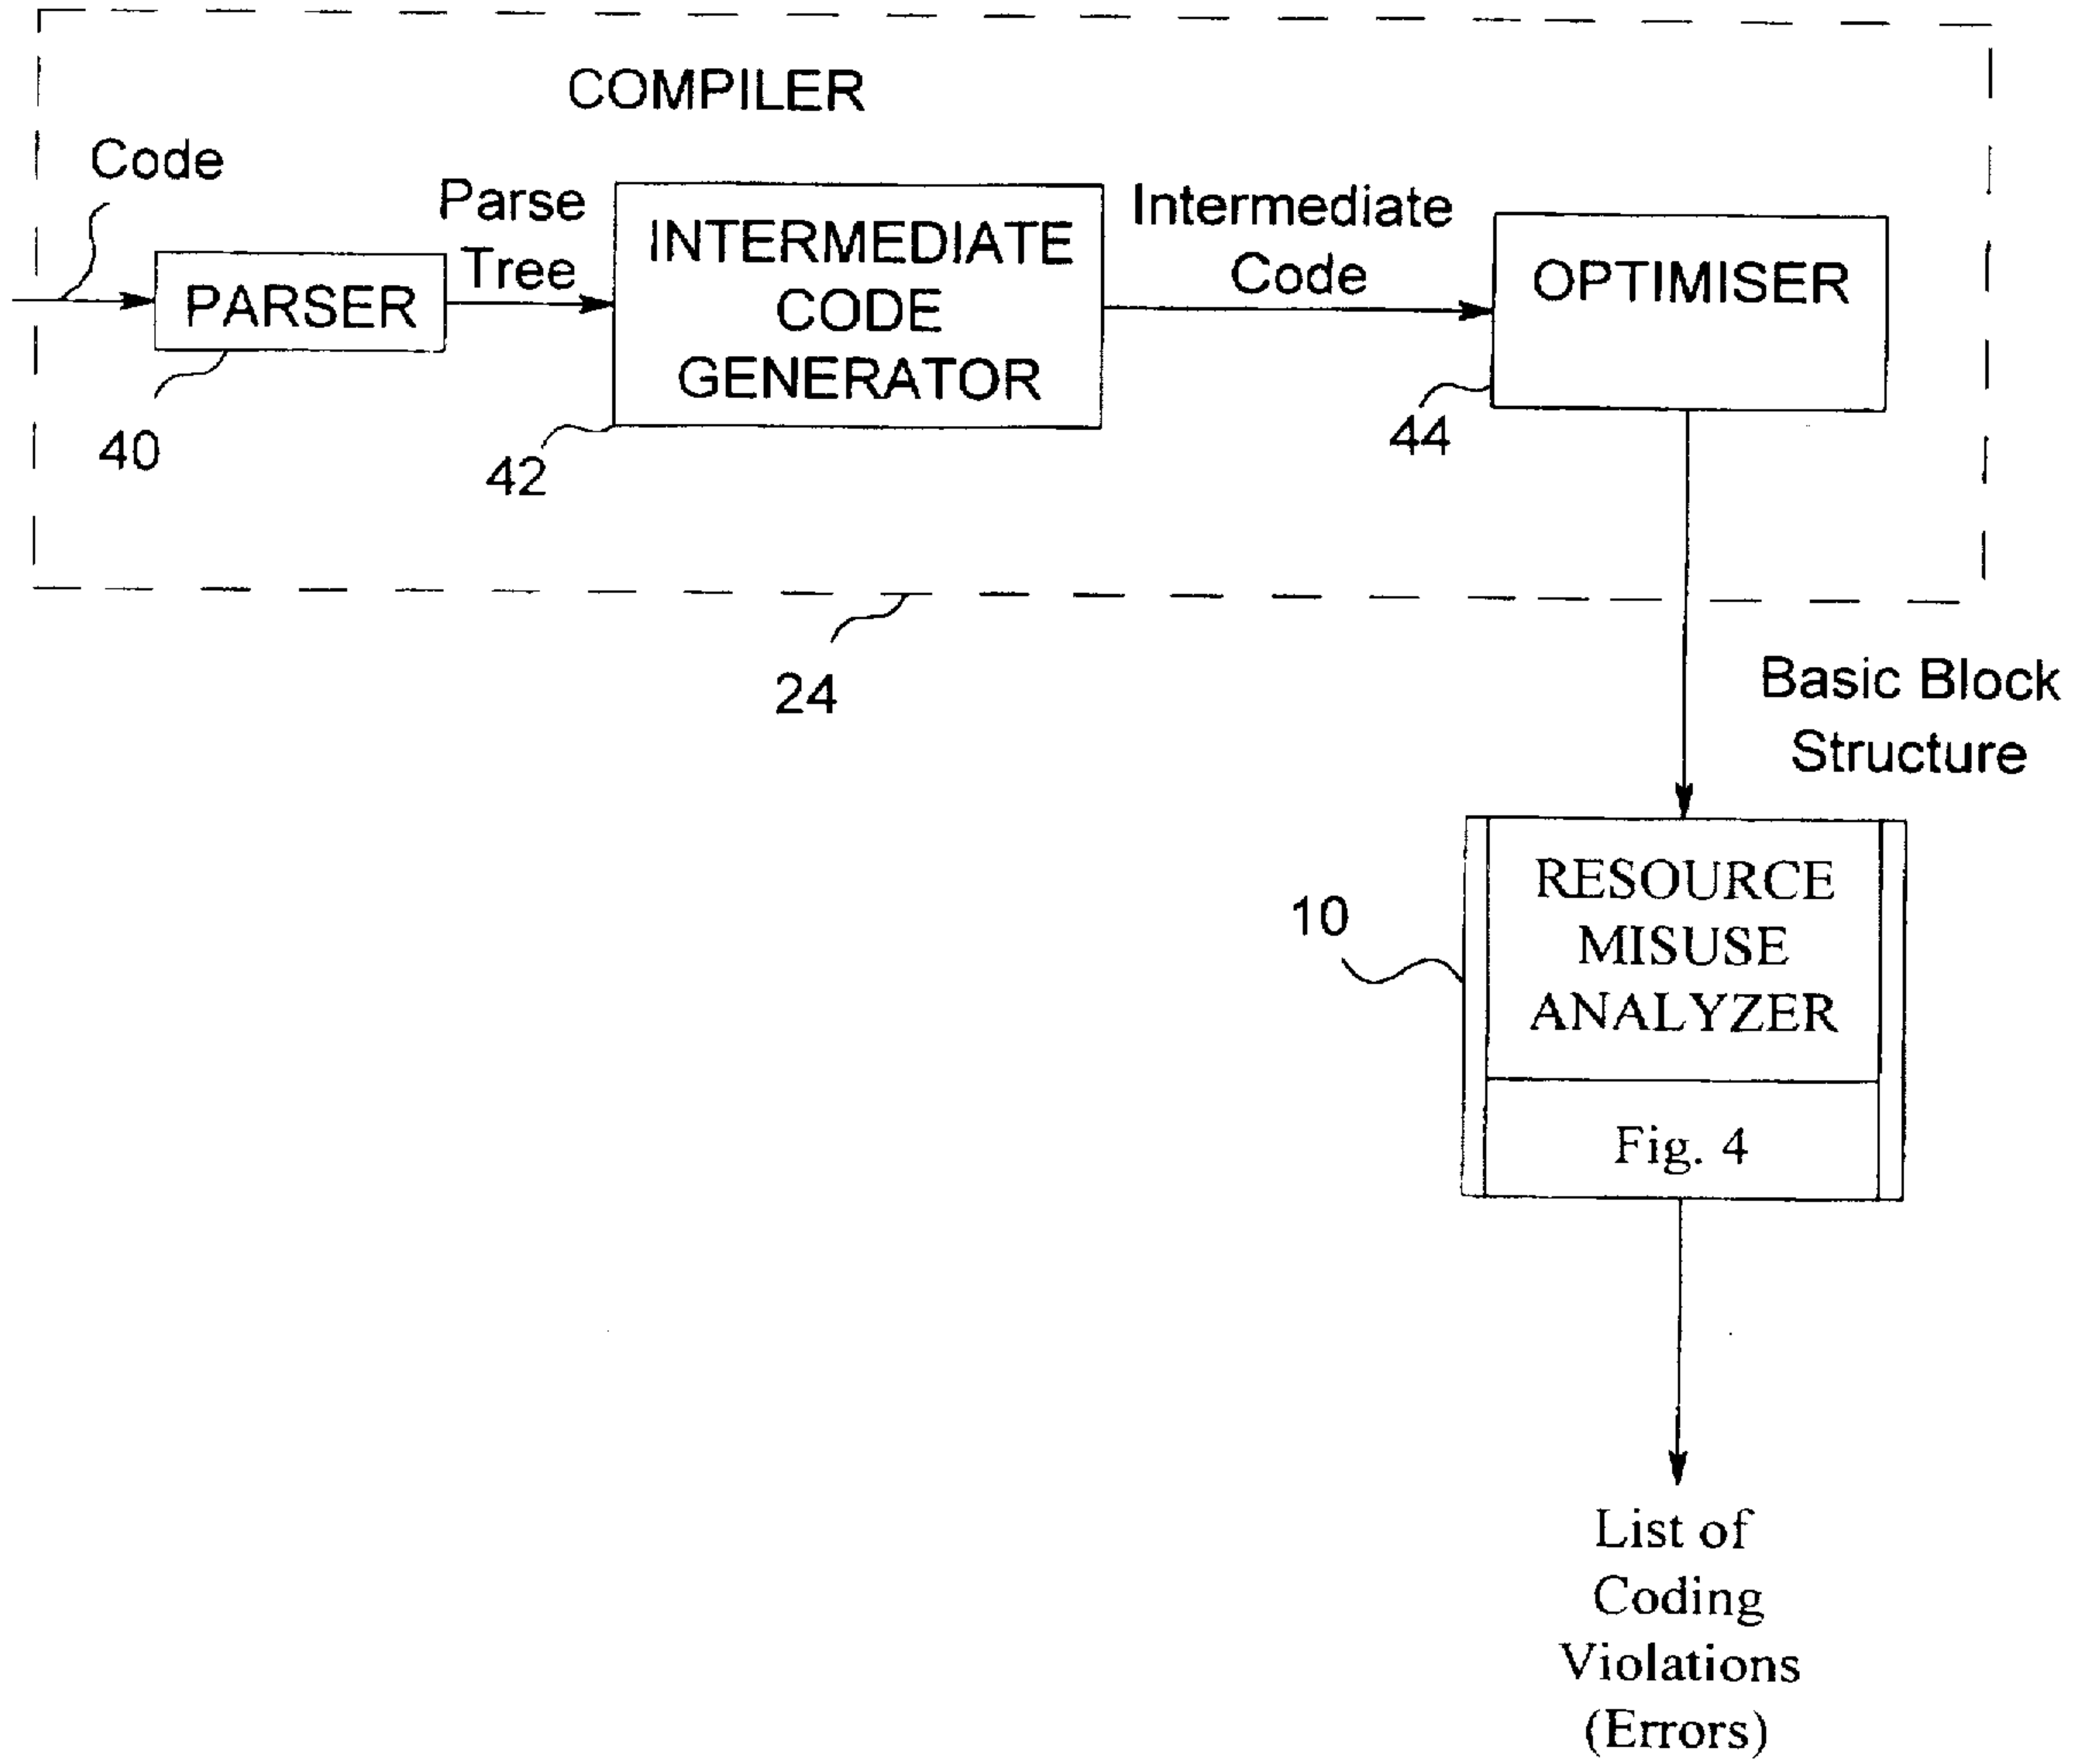 COMPILER
Code
Parse
Tree
INTERMEDIATE
CODE
GENERATOR
Intermediate
Code
OPTIMISER
PARSER
40
42
44
24
Basic Block
Structure
10
RESOURCE
MISUSE
ANALYZER
Fig. 4
List of
Coding
Violations
(Errors)